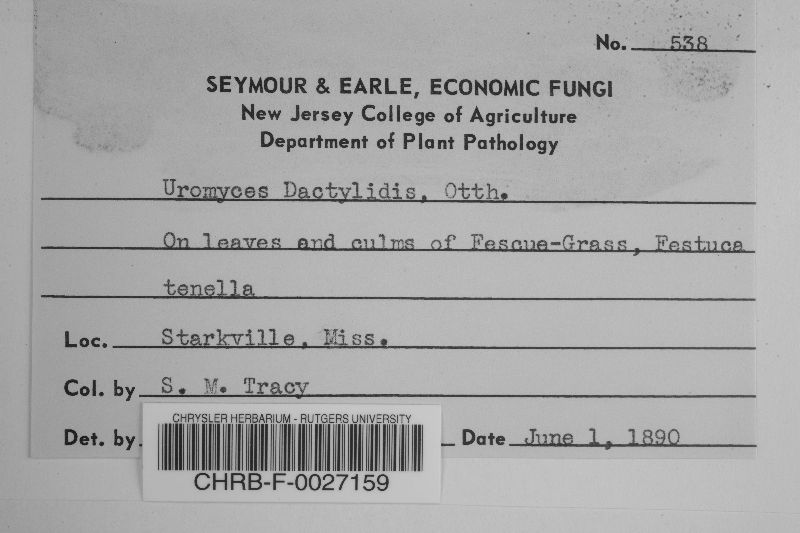 No. 538
SEYMOUR & EARLE, ECONOMIC FUNGI
New Jersey College of Agriculture
Department of Plant Pathology
Uromyces Dactylidis, Otth.
On leaves and culms of Fescue-Grass, Festuca
tenella
Loc. Starkville, Miss.
Col. by S. M. Tracy
CHRYSLER HERBARIUM - RUTGERS UNIVERSITY
Det. by Date June 1, 1890
CHRB-F-0027159